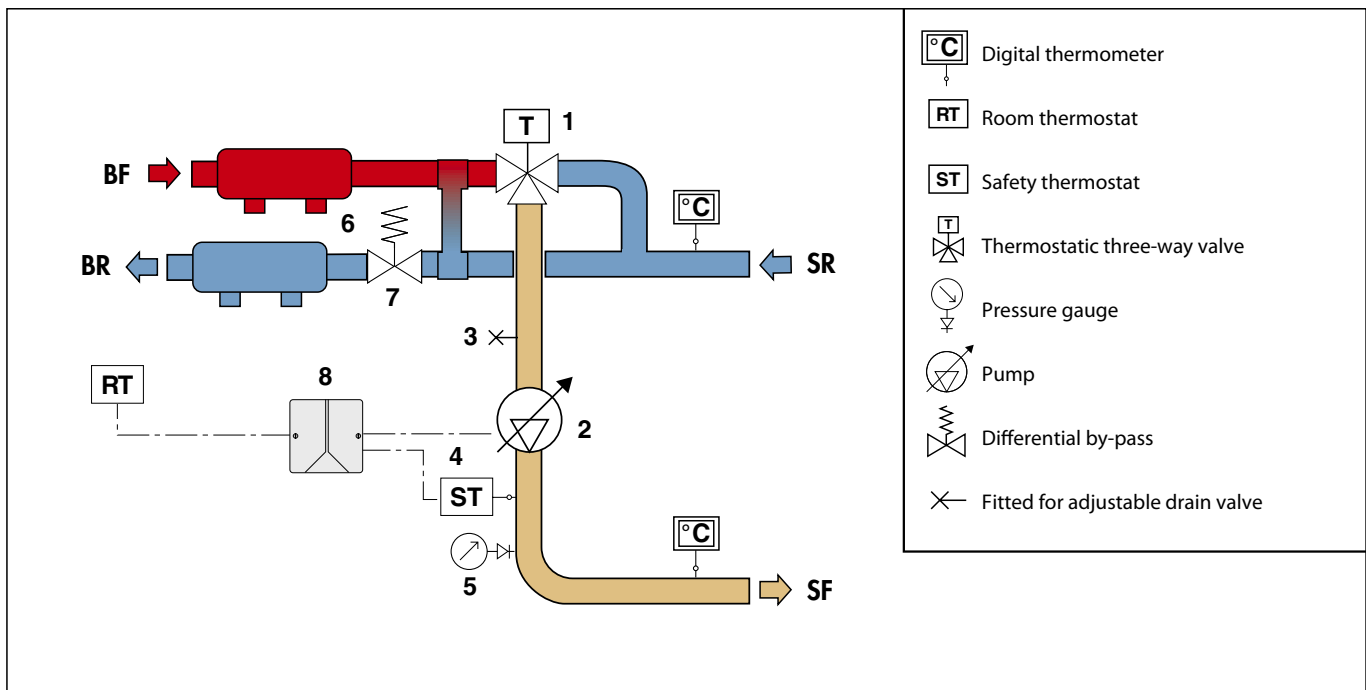 T
1
BF
°C
6
BR
SR
7
3
RT
8
2
4
ST
°C
5
SF
°C
Digital thermometer
RT
Room thermostat
ST
Safety thermostat
T
Thermostatic three-way valve
Pressure gauge
Pump
Differential by-pass
Fitted for adjustable drain valve